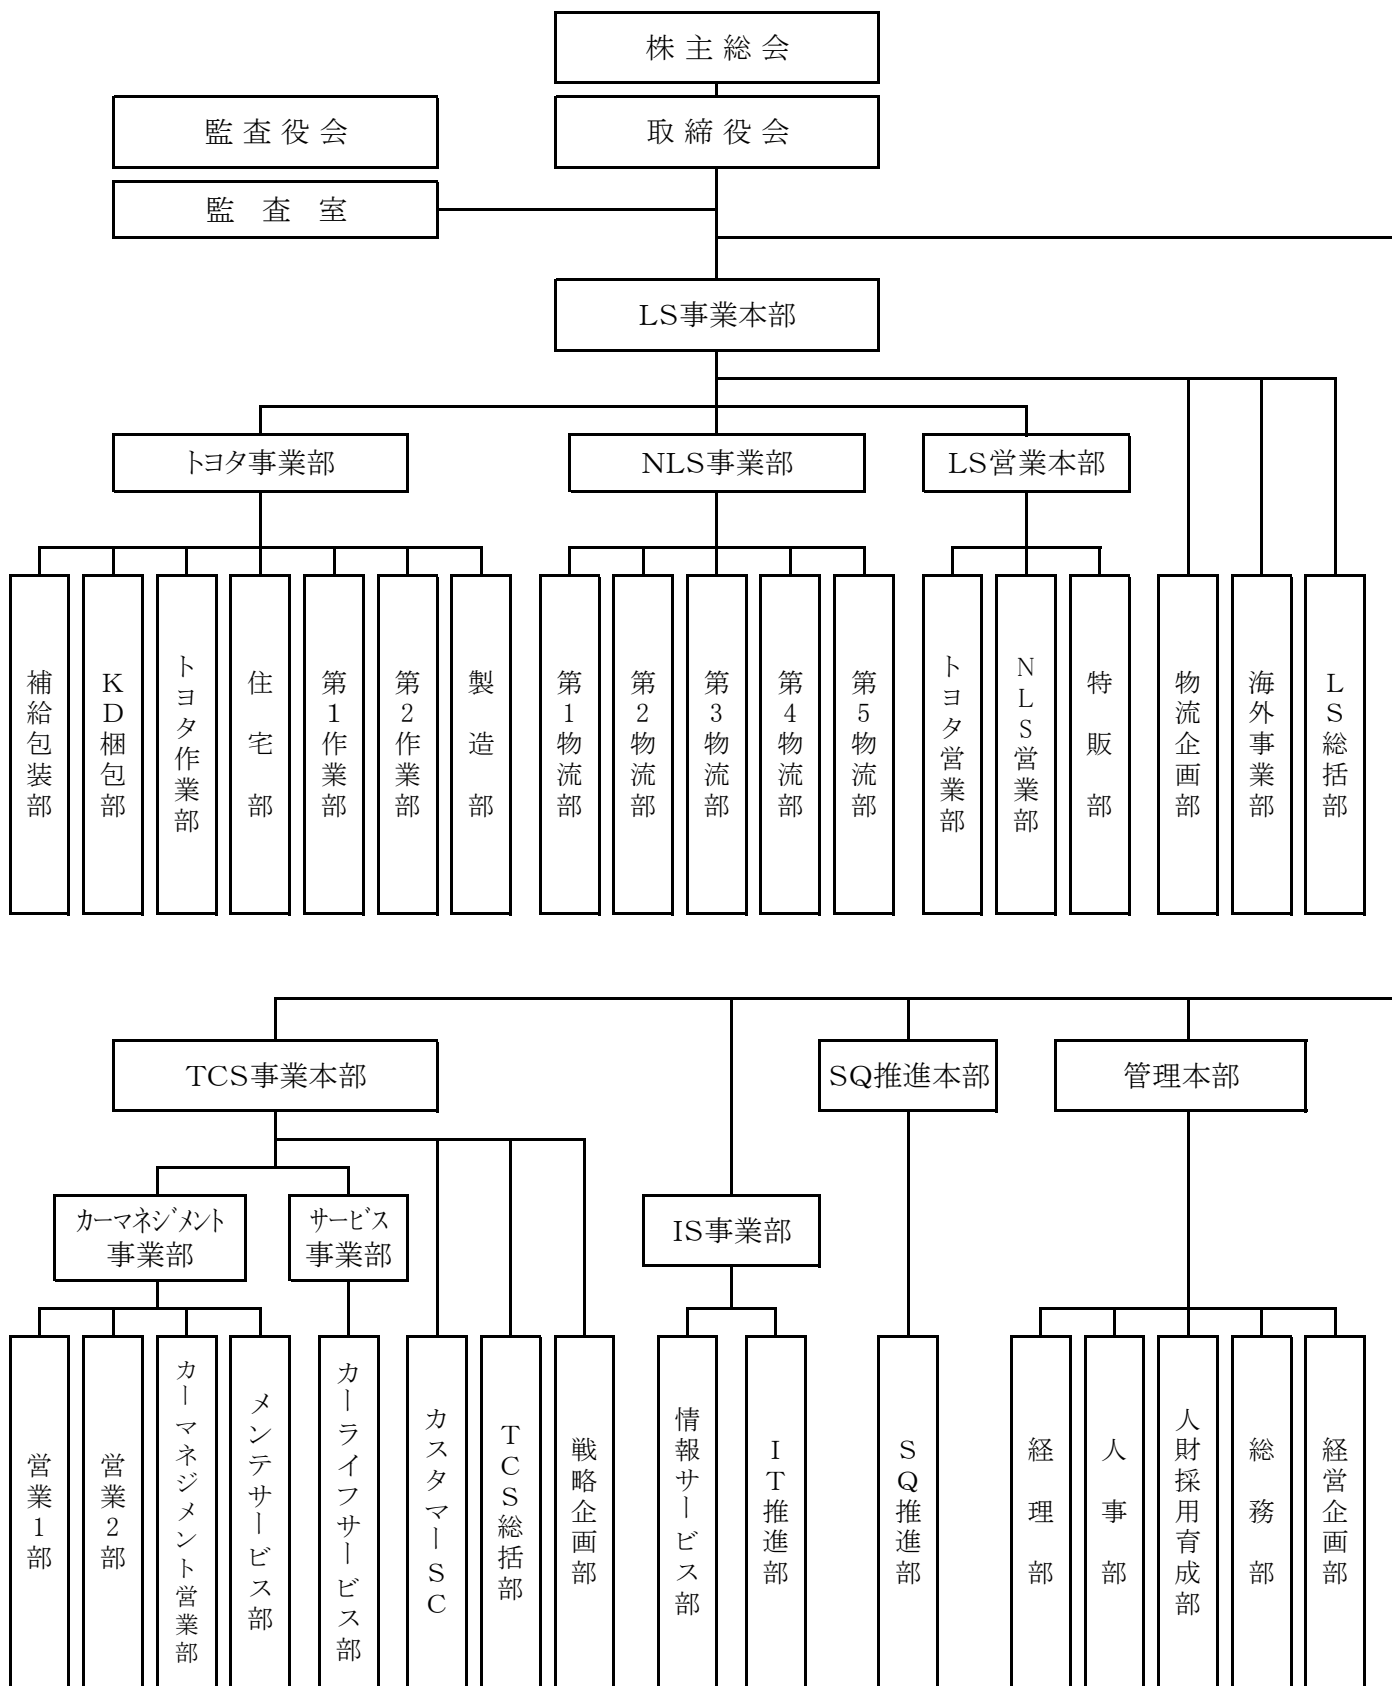 株主総会
監査役会
取締役会
監査室
LS事業本部
トヨタ事業部
NLS事業部
LS営業本部
補給包装部
KD梱包部
トヨタ作業部
住宅部
第1作業部
第2作業部
製造部
第1物流部
第2物流部
第3物流部
第4物流部
第5物流部
トヨタ営業部
NLS営業部
特販部
物流企画部
海外事業部
LS総括部
TCS事業本部
SQ推進本部
管理本部
カーマネジメント
事業部
サービス
事業部
IS事業部
営業1部
営業2部
カーマネジメント営業部
メンテサービス部
カーライフサービス部
カスタマーSC
TCS総括部
戦略企画部
情報サービス部
IT推進部
SQ推進部
経理部
人事部
人財採用育成部
総務部
経営企画部